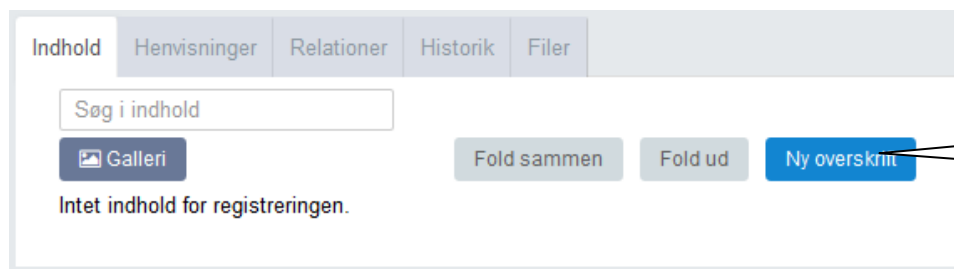 Indhold Henvisninger Relationer Historik Filer
Søg i indhold
Galleri Fold sammen Fold ud Ny overskrift
Intet indhold for registreringen.